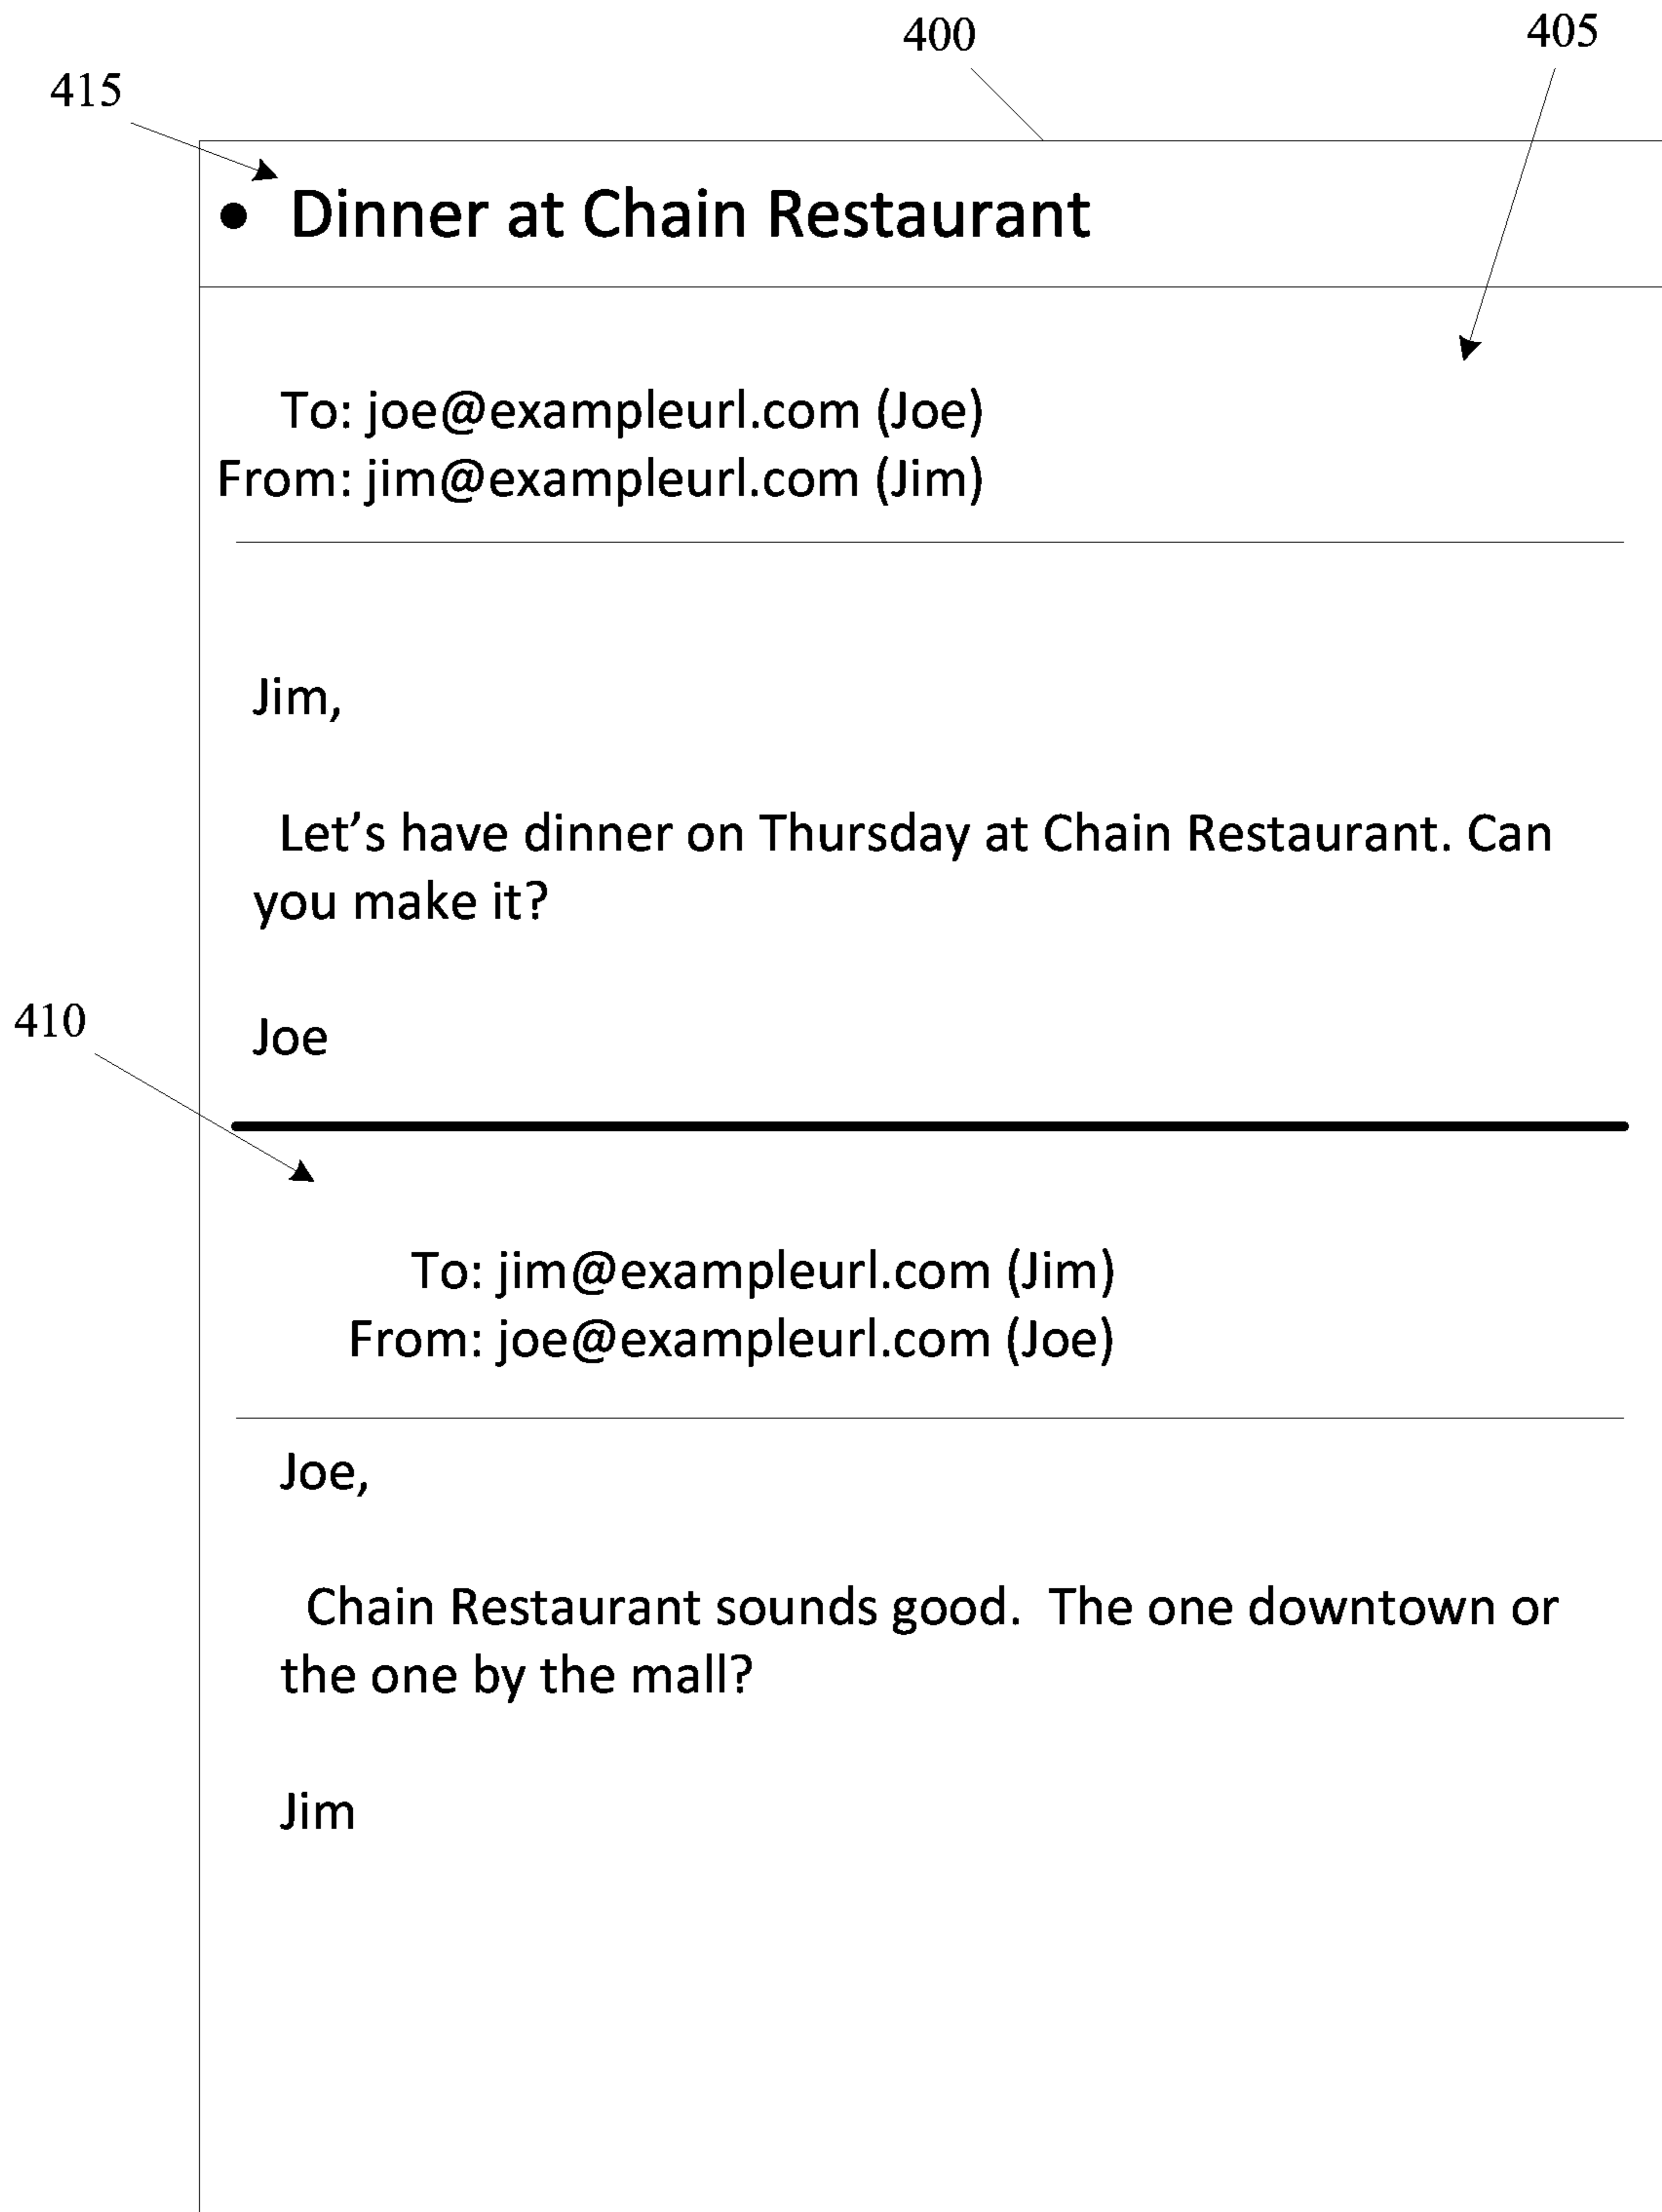 400
405
415
• Dinner at Chain Restaurant
To: joe@exampleurl.com (Joe)
From: jim@exampleurl.com (Jim)
Jim,
Let’s have dinner on Thursday at Chain Restaurant. Can
you make it?
410
Joe
To: jim@exampleurl.com (Jim)
From: joe@exampleurl.com (Joe)
Joe,
Chain Restaurant sounds good.  The one downtown or
the one by the mall?
Jim